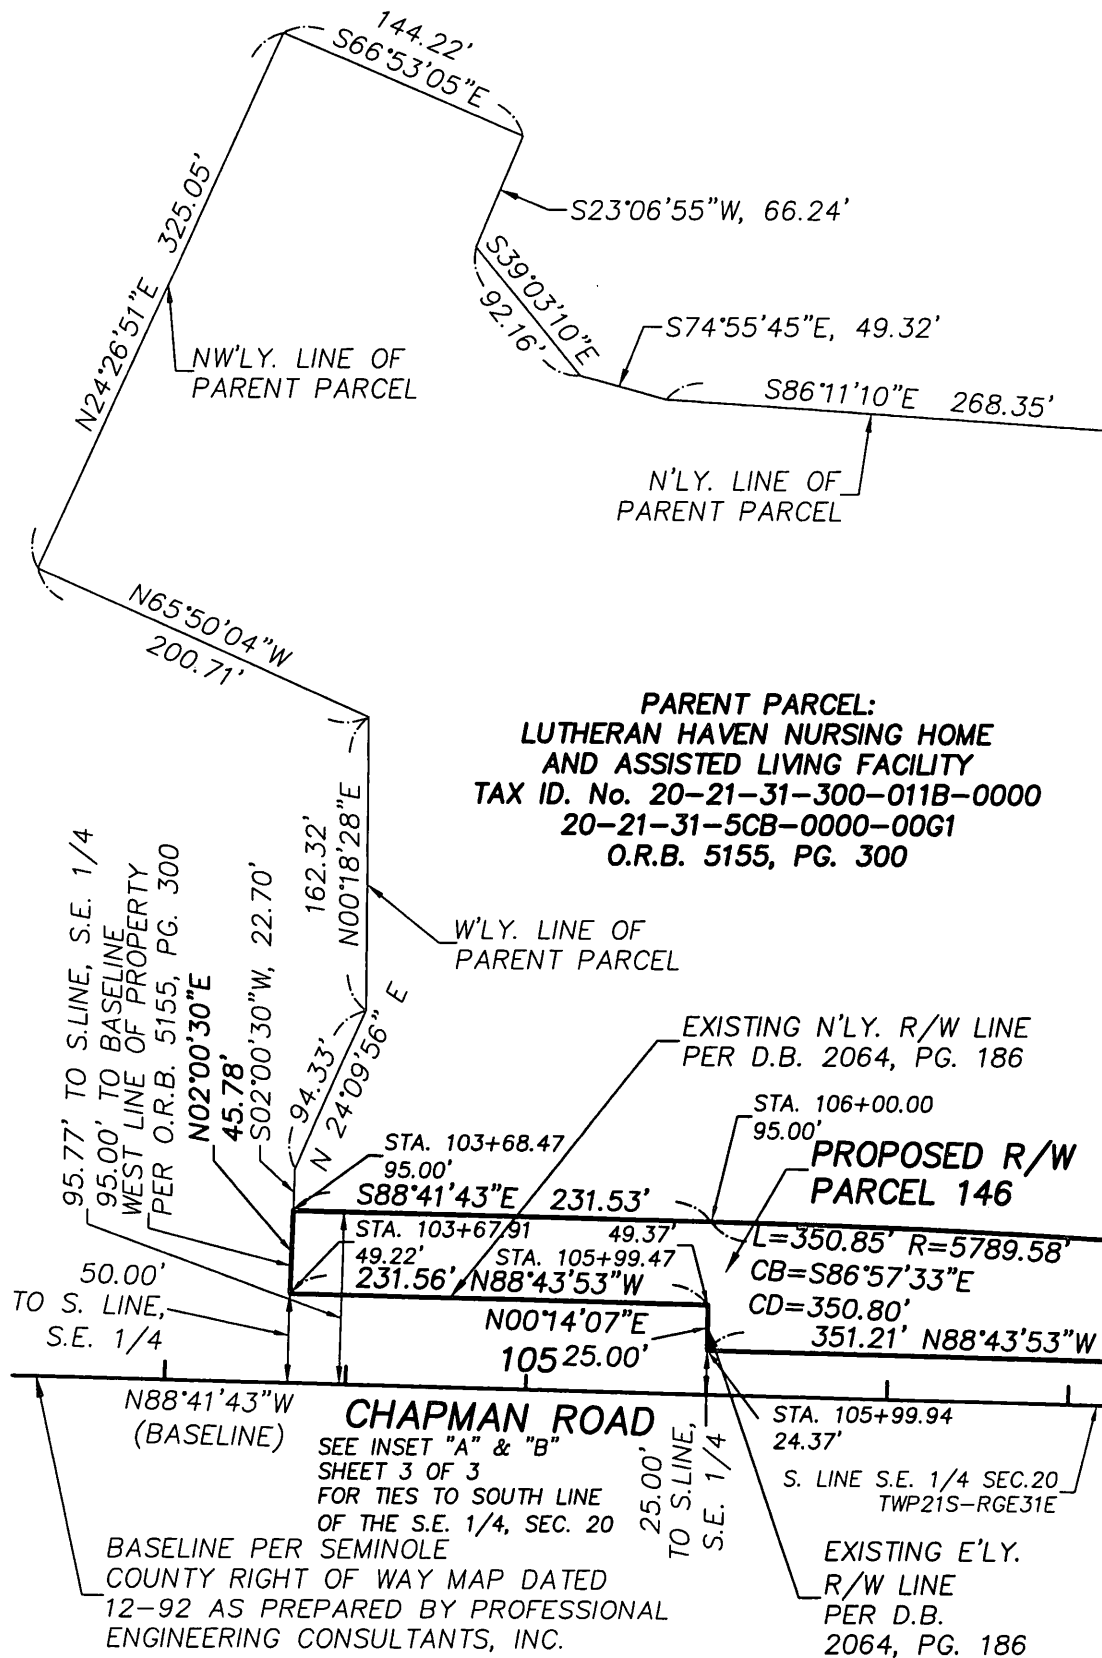 144.22'
S66°53'05"E
S23°06'55"W, 66.24'
N24°26'51"E 325.05'
S39°03'10"E
92.16'
S74°55'45"E, 49.32'
NW'LY. LINE OF
PARENT PARCEL
S86°11'10"E 268.35'
N'LY. LINE OF
PARENT PARCEL
N65°50'04"W
200.71'
PARENT PARCEL:
LUTHERAN HAVEN NURSING HOME
AND ASSISTED LIVING FACILITY
TAX ID. No. 20-21-31-300-011B-0000
20-21-31-5CB-0000-00G1
O.R.B. 5155, PG. 300
162.32'
N00°18'28"E
W'LY. LINE OF
PARENT PARCEL
95.77' TO S.LINE, S.E. 1/4
95.00' TO BASELINE
WEST LINE OF PROPERTY
PER O.R.B. 5155, PG. 300
N02°00'30"E
45.78'
S02°00'30"W, 22.70'
94.33'
N 24°09'56" E
EXISTING N'LY. R/W LINE
PER D.B. 2064, PG. 186
STA. 106+00.00
95.00'
STA. 103+68.47
95.00'
PROPOSED R/W
PARCEL 146
S88°41'43"E 231.53'
STA. 103+67.91
49.22'
49.37'
STA. 105+99.47
L=350.85' R=5789.58'
CB=S86°57'33"E
CD=350.80'
231.56' N88°43'53"W
50.00'
TO S. LINE,
S.E. 1/4
N00°14'07"E
25.00'
105
351.21' N88°43'53"W
N88°41'43"W
(BASELINE)
CHAPMAN ROAD
SEE INSET "A" & "B"
SHEET 3 OF 3
FOR TIES TO SOUTH LINE
OF THE S.E. 1/4, SEC. 20
25.00'
TO S.LINE,
S.E. 1/4
STA. 105+99.94
24.37'
S. LINE S.E. 1/4 SEC.20
TWP21S-RGE31E
BASELINE PER SEMINOLE
COUNTY RIGHT OF WAY MAP DATED
12-92 AS PREPARED BY PROFESSIONAL
ENGINEERING CONSULTANTS, INC.
EXISTING E'LY.
R/W LINE
PER D.B.
2064, PG. 186